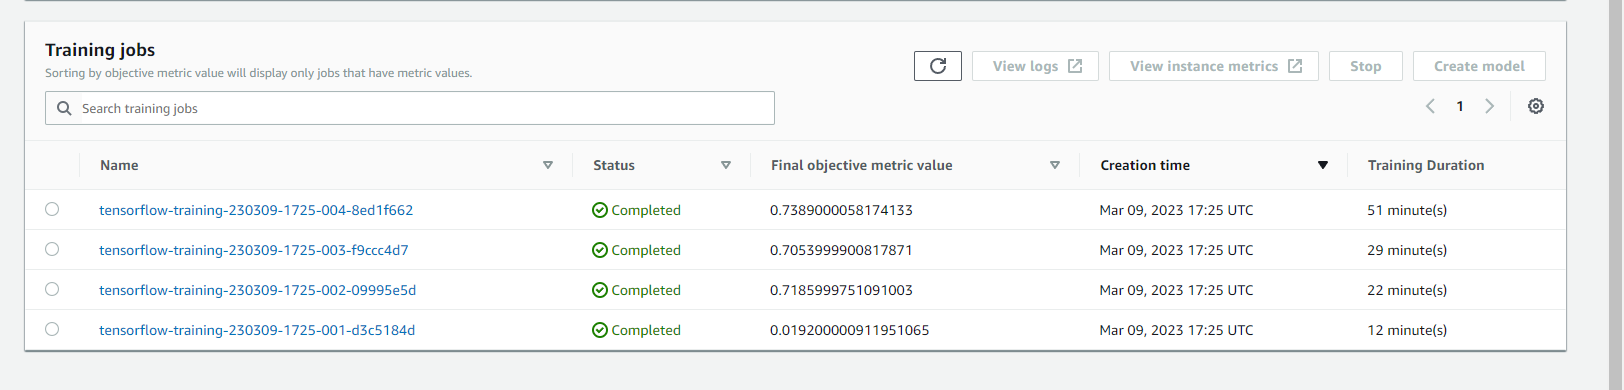 Training jobs
Sorting by objective metric value will display only jobs that have metric values.
View logs View instance metrics Stop Create model
Search training jobs
1
Name Status Final objective metric value Creation time Training Duration
tensorflow-training-230309-1725-004-8ed1f662 Completed 0.7389000058174133 Mar 09, 2023 17:25 UTC 51 minute(s)
tensorflow-training-230309-1725-003-f9ccc4d7 Completed 0.7053999900817871 Mar 09, 2023 17:25 UTC 29 minute(s)
tensorflow-training-230309-1725-002-09995e5d Completed 0.7185999751091003 Mar 09, 2023 17:25 UTC 22 minute(s)
tensorflow-training-230309-1725-001-d3c5184d Completed 0.019200000911951065 Mar 09, 2023 17:25 UTC 12 minute(s)